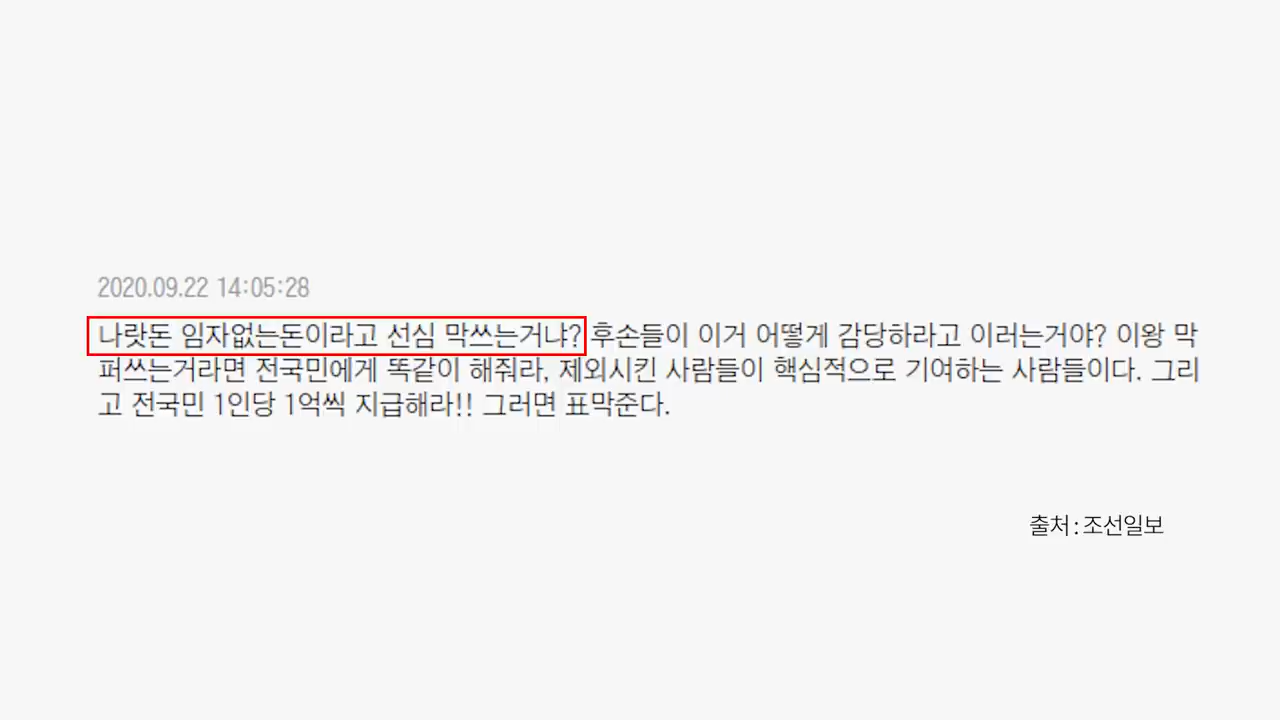 2020.09.22 14:05:28
나랏돈 임자없는돈이라고 선심 막쓰는거냐? 후손들이 이거 어떻게 감당하라고 이러는거야? 이왕 막
퍼쓰는거라면 전국민에게 똑같이 해줘라, 제외시킨 사람들이 핵심적으로 기여하는 사람들이다. 그리
고 전국민 1인당 1억씩 지급해라!! 그러면 표막준다.
출처 : 조선일보